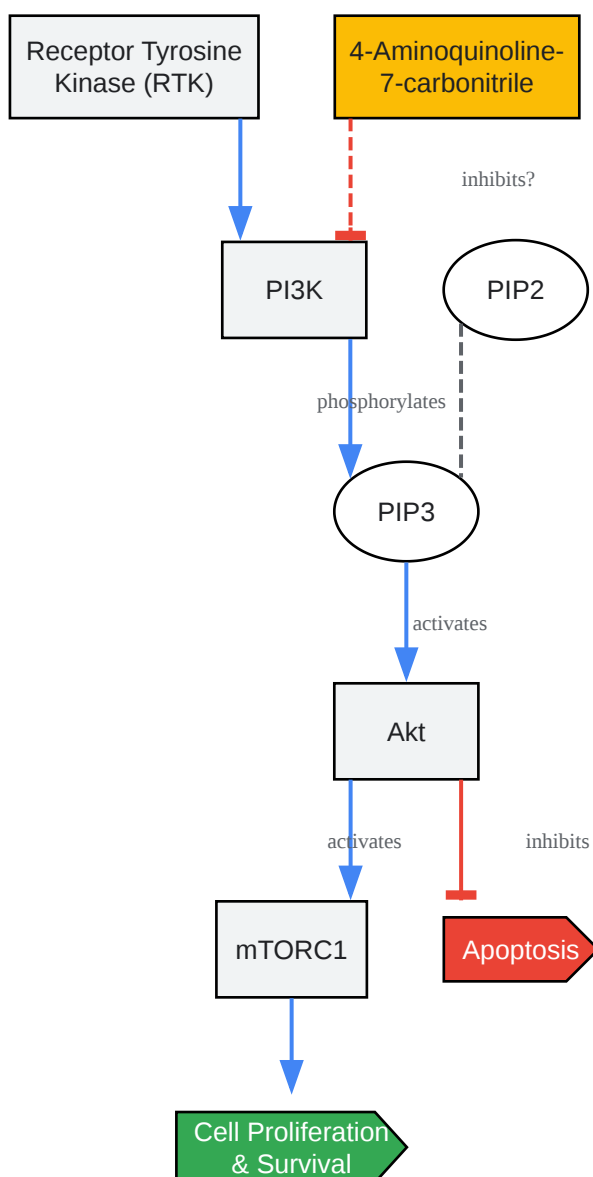 Receptor Tyrosine
Kinase (RTK)
4-Aminoquinoline-
7-carbonitrile
inhibits?
PI3K
PIP2
phosphorylates
PIP3
activates
Akt
activates
inhibits
mTORC1
Apoptosis
Cell Proliferation
& Survival